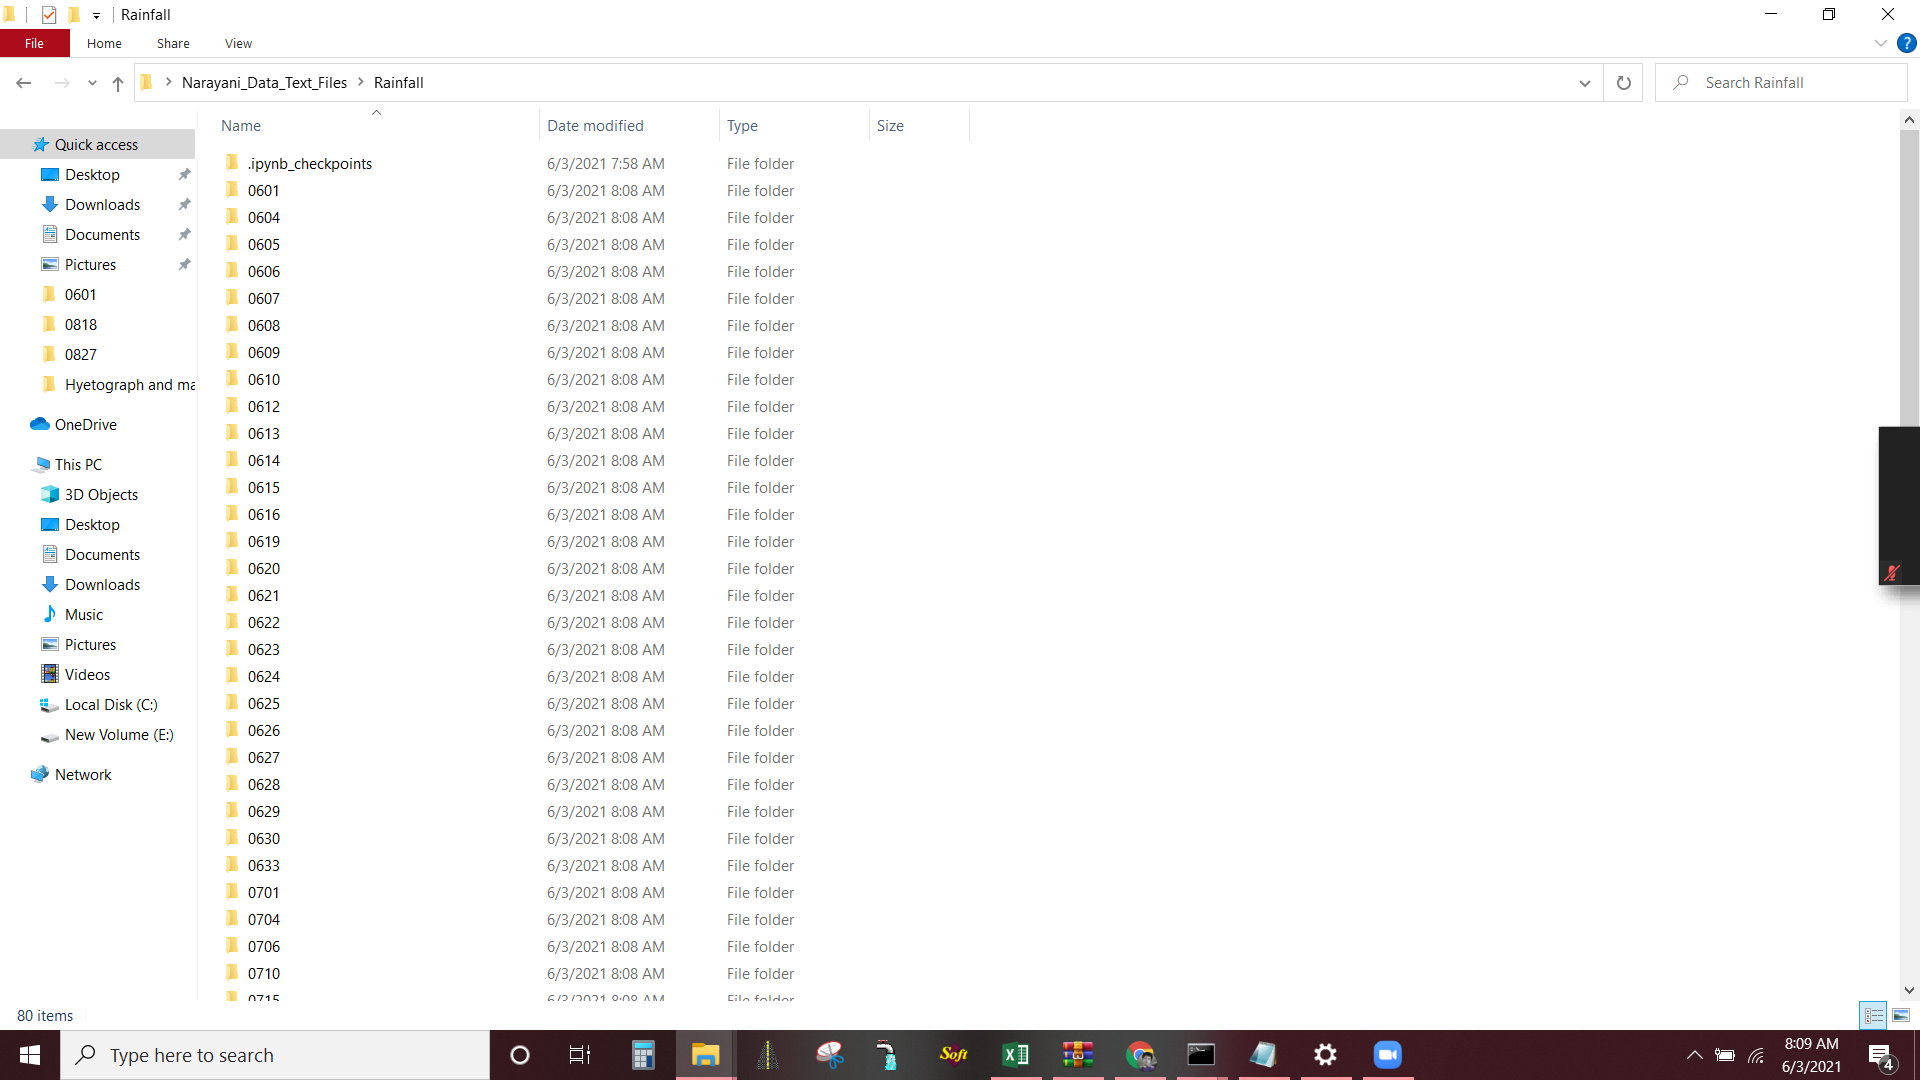 Rainfall
File Home Share View
Narayani_Data_Text_Files Rainfall Search Rainfall
Name Date modified Type Size
Quick access
Desktop
Downloads
Documents
Pictures
0601
0818
0827
Hyetograph and ma
OneDrive
This PC
3D Objects
Desktop
Documents
Downloads
Music
Pictures
Videos
Local Disk (C:)
New Volume (E:)
Network
.ipynb_checkpoints 6/3/2021 7:58 AM File folder
0601 6/3/2021 8:08 AM File folder
0604 6/3/2021 8:08 AM File folder
0605 6/3/2021 8:08 AM File folder
0606 6/3/2021 8:08 AM File folder
0607 6/3/2021 8:08 AM File folder
0608 6/3/2021 8:08 AM File folder
0609 6/3/2021 8:08 AM File folder
0610 6/3/2021 8:08 AM File folder
0612 6/3/2021 8:08 AM File folder
0613 6/3/2021 8:08 AM File folder
0614 6/3/2021 8:08 AM File folder
0615 6/3/2021 8:08 AM File folder
0616 6/3/2021 8:08 AM File folder
0619 6/3/2021 8:08 AM File folder
0620 6/3/2021 8:08 AM File folder
0621 6/3/2021 8:08 AM File folder
0622 6/3/2021 8:08 AM File folder
0623 6/3/2021 8:08 AM File folder
0624 6/3/2021 8:08 AM File folder
0625 6/3/2021 8:08 AM File folder
0626 6/3/2021 8:08 AM File folder
0627 6/3/2021 8:08 AM File folder
0628 6/3/2021 8:08 AM File folder
0629 6/3/2021 8:08 AM File folder
0630 6/3/2021 8:08 AM File folder
0633 6/3/2021 8:08 AM File folder
0701 6/3/2021 8:08 AM File folder
0704 6/3/2021 8:08 AM File folder
0706 6/3/2021 8:08 AM File folder
0710 6/3/2021 8:08 AM File folder
0715 6/3/2021 8:08 AM File folder
80 items
Type here to search
Soft
8:09 AM
6/3/2021
4